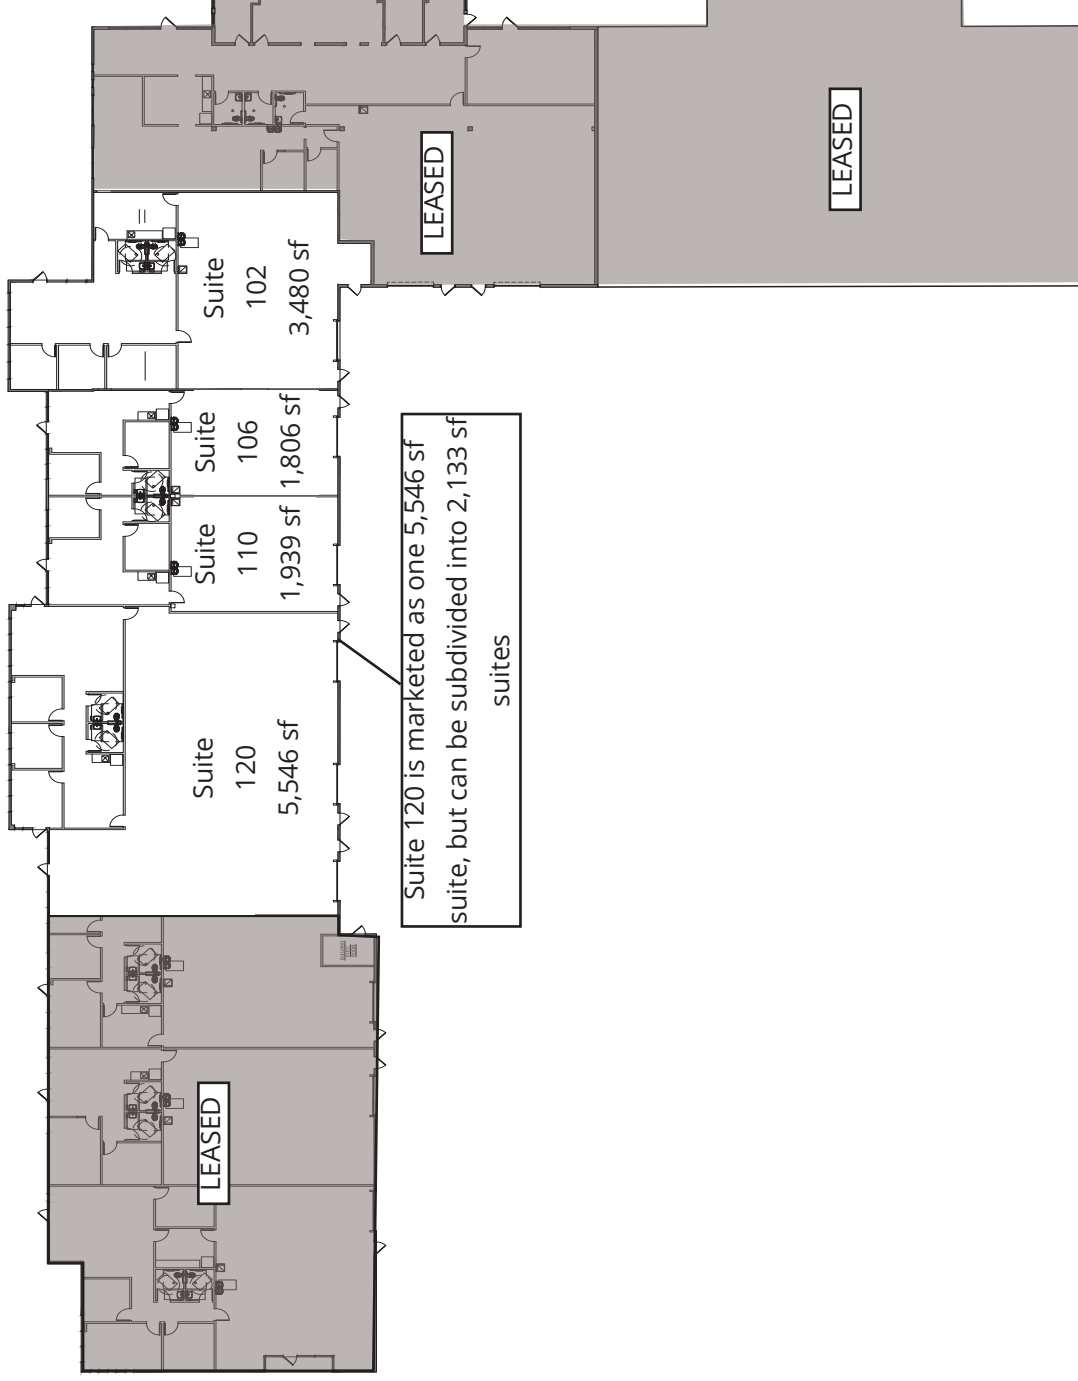 LEASED
LEASED
Suite
102
3,480 sf
Suite
106
1,806 sf
Suite
110
1,939 sf
Suite 120 is marketed as one 5,546 sf
suite, but can be subdivided into 2,133 sf
suites
Suite
120
5,546 sf
LEASED